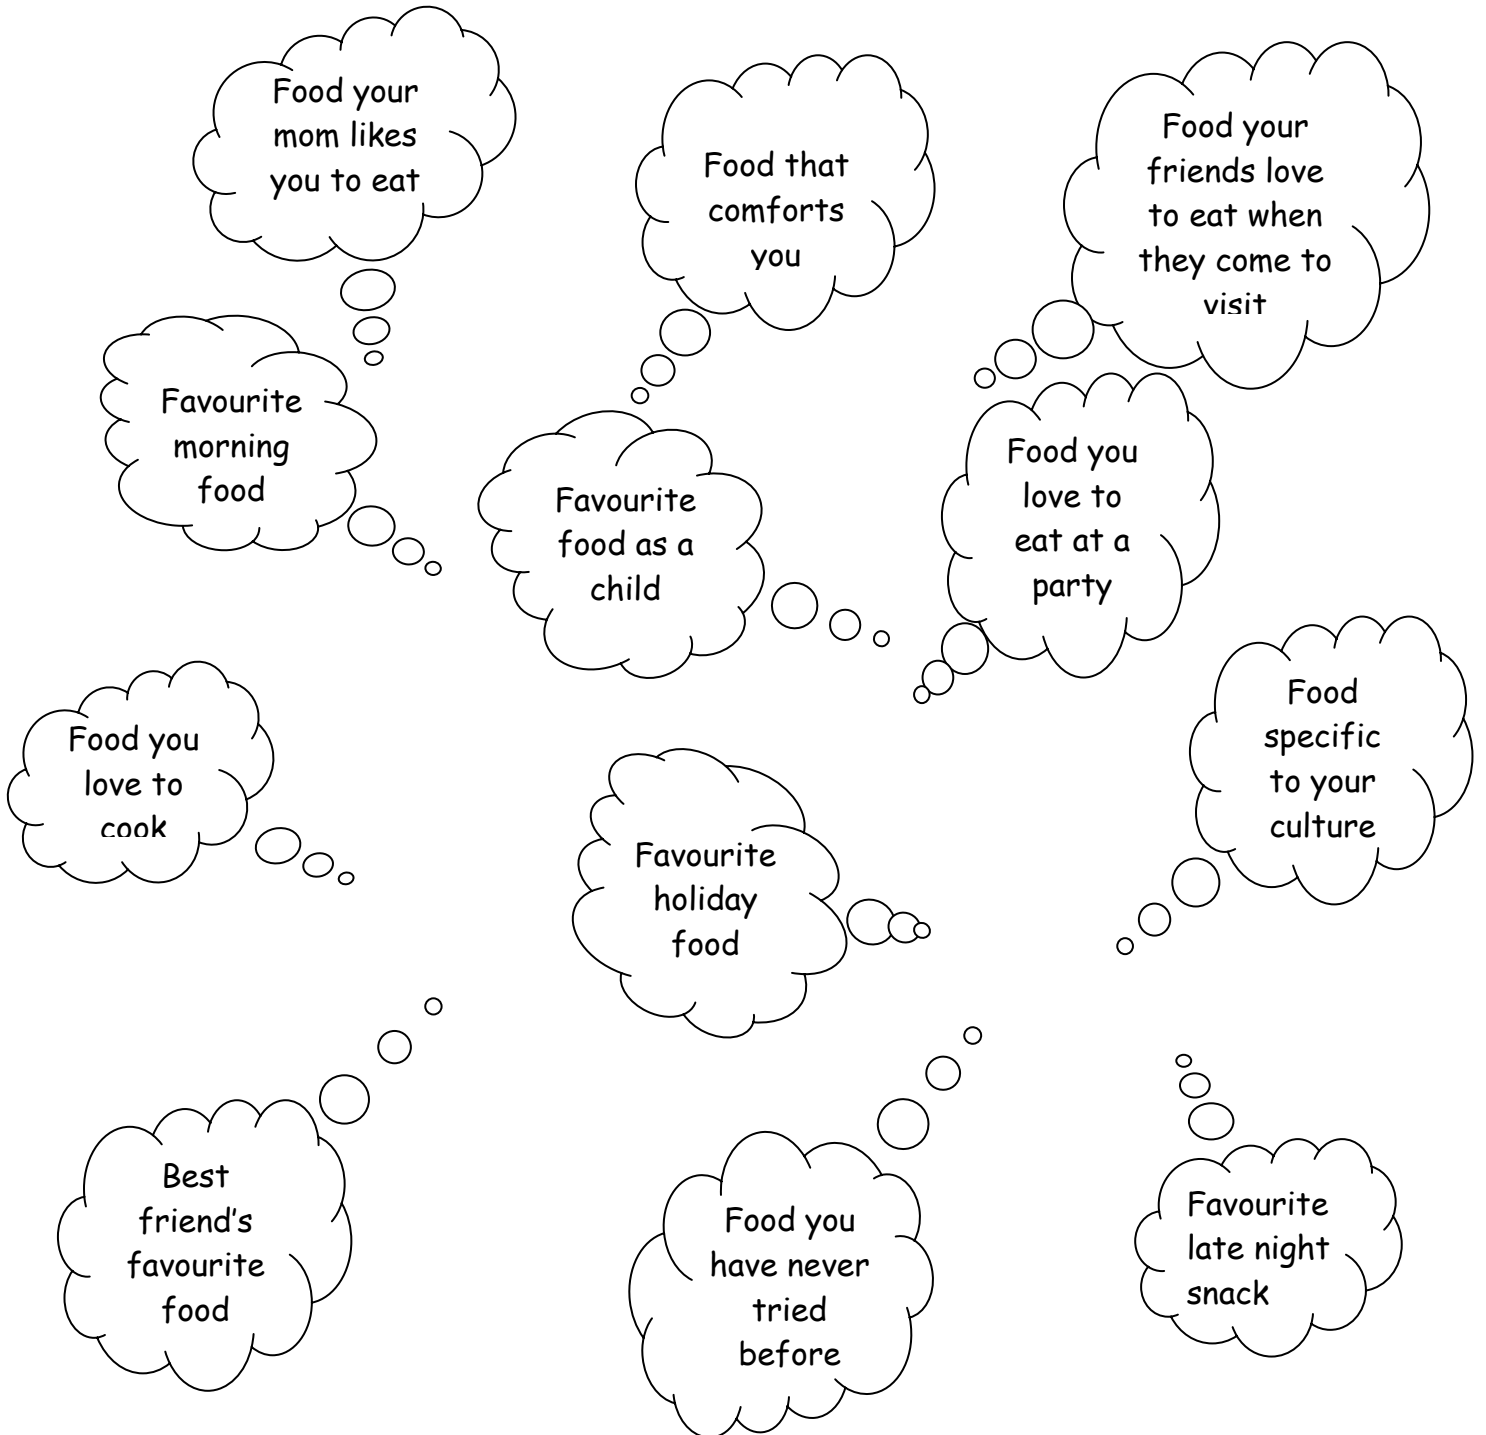 Food your
mom likes
you to eat
Food that
comforts
you
Food your
friends love
to eat when
they come to
visit
Favourite
morning
food
Favourite
food as a
child
Food you
love to
eat at a
party
Food you
love to
cook
Favourite
holiday
food
Food
specific
to your
culture
Best
friend's
favourite
food
Food you
have never
tried
before
Favourite
late night
snack